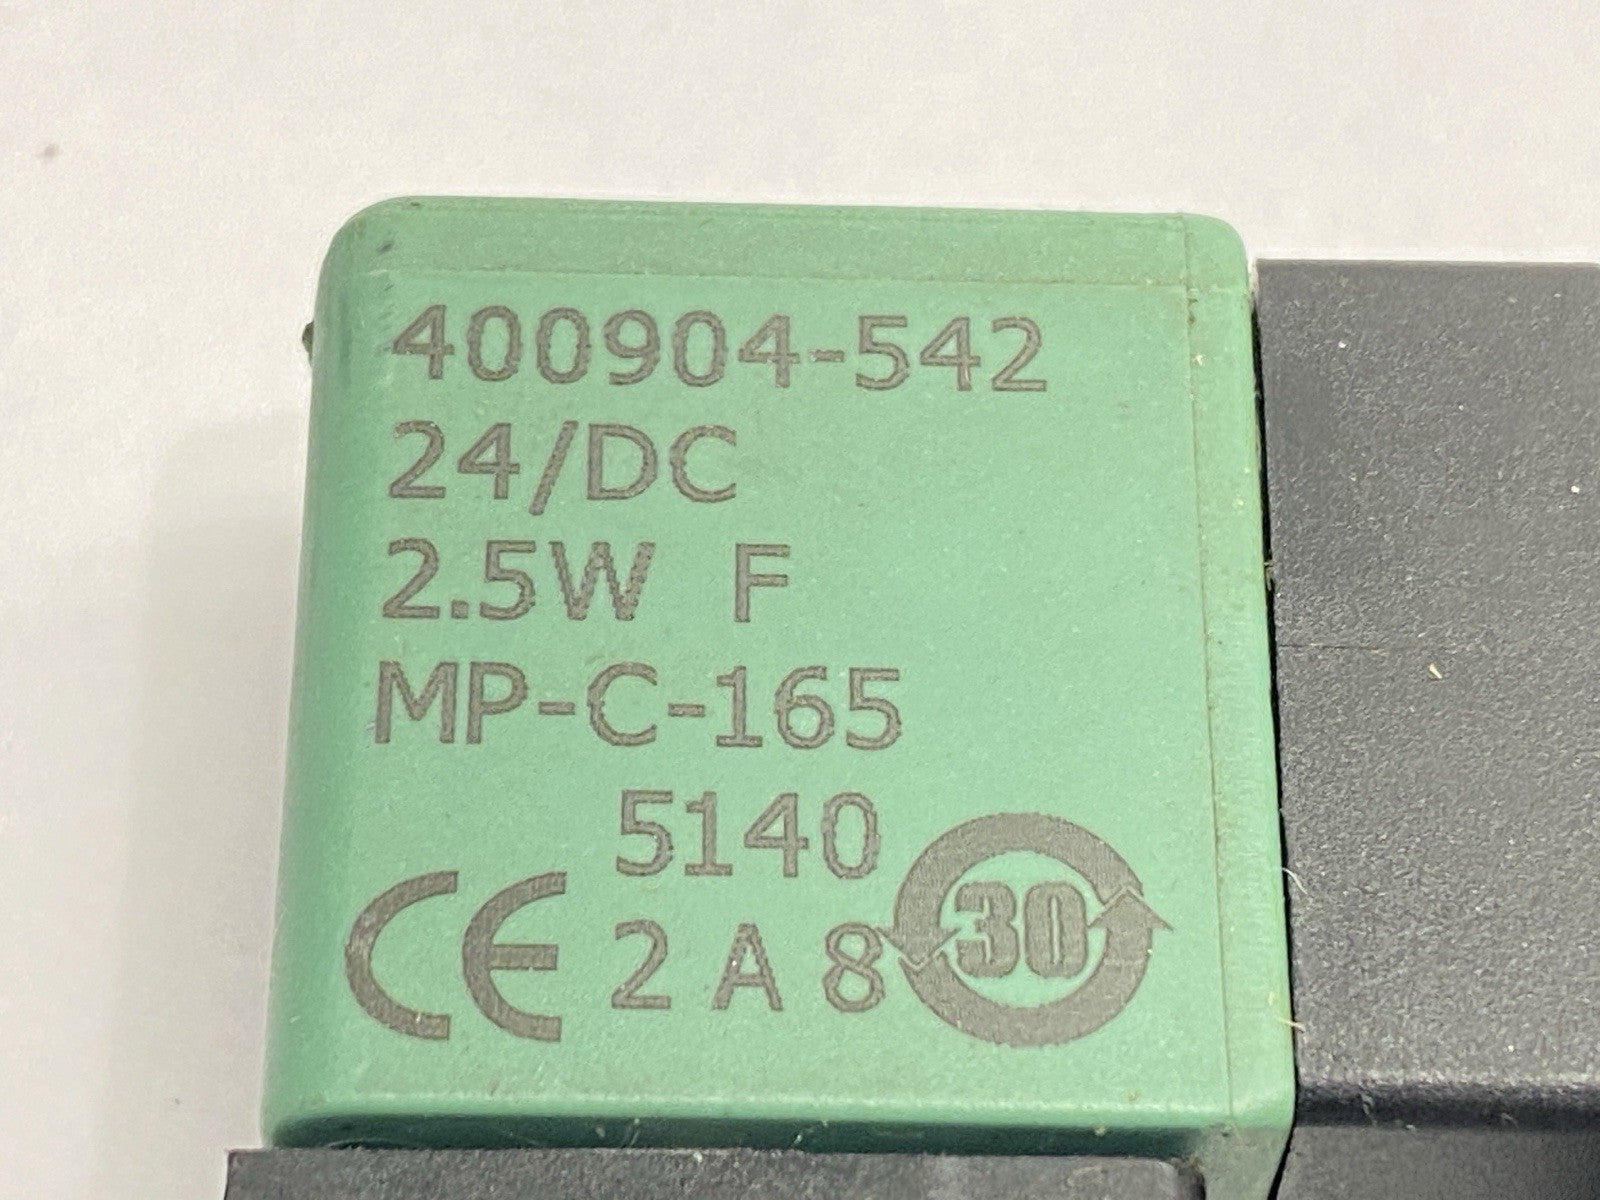 400904-542
24/DC
2.5W F
MP-C-165
5140
CE 2 A 8 30